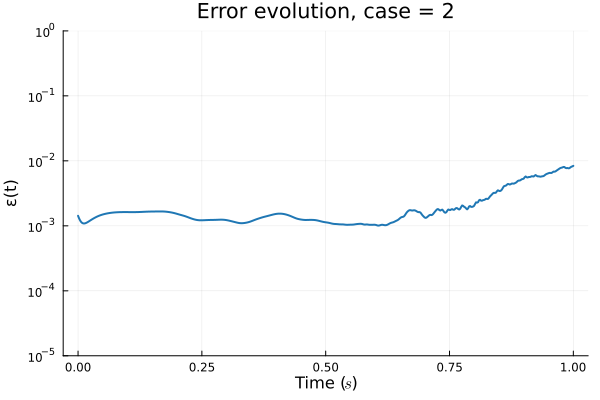 Error evolution, case = 2
ε(t)
10⁰
10⁻¹
10⁻²
10⁻³
10⁻⁴
10⁻⁵
0.00 0.25 0.50 0.75 1.00
Time (s)